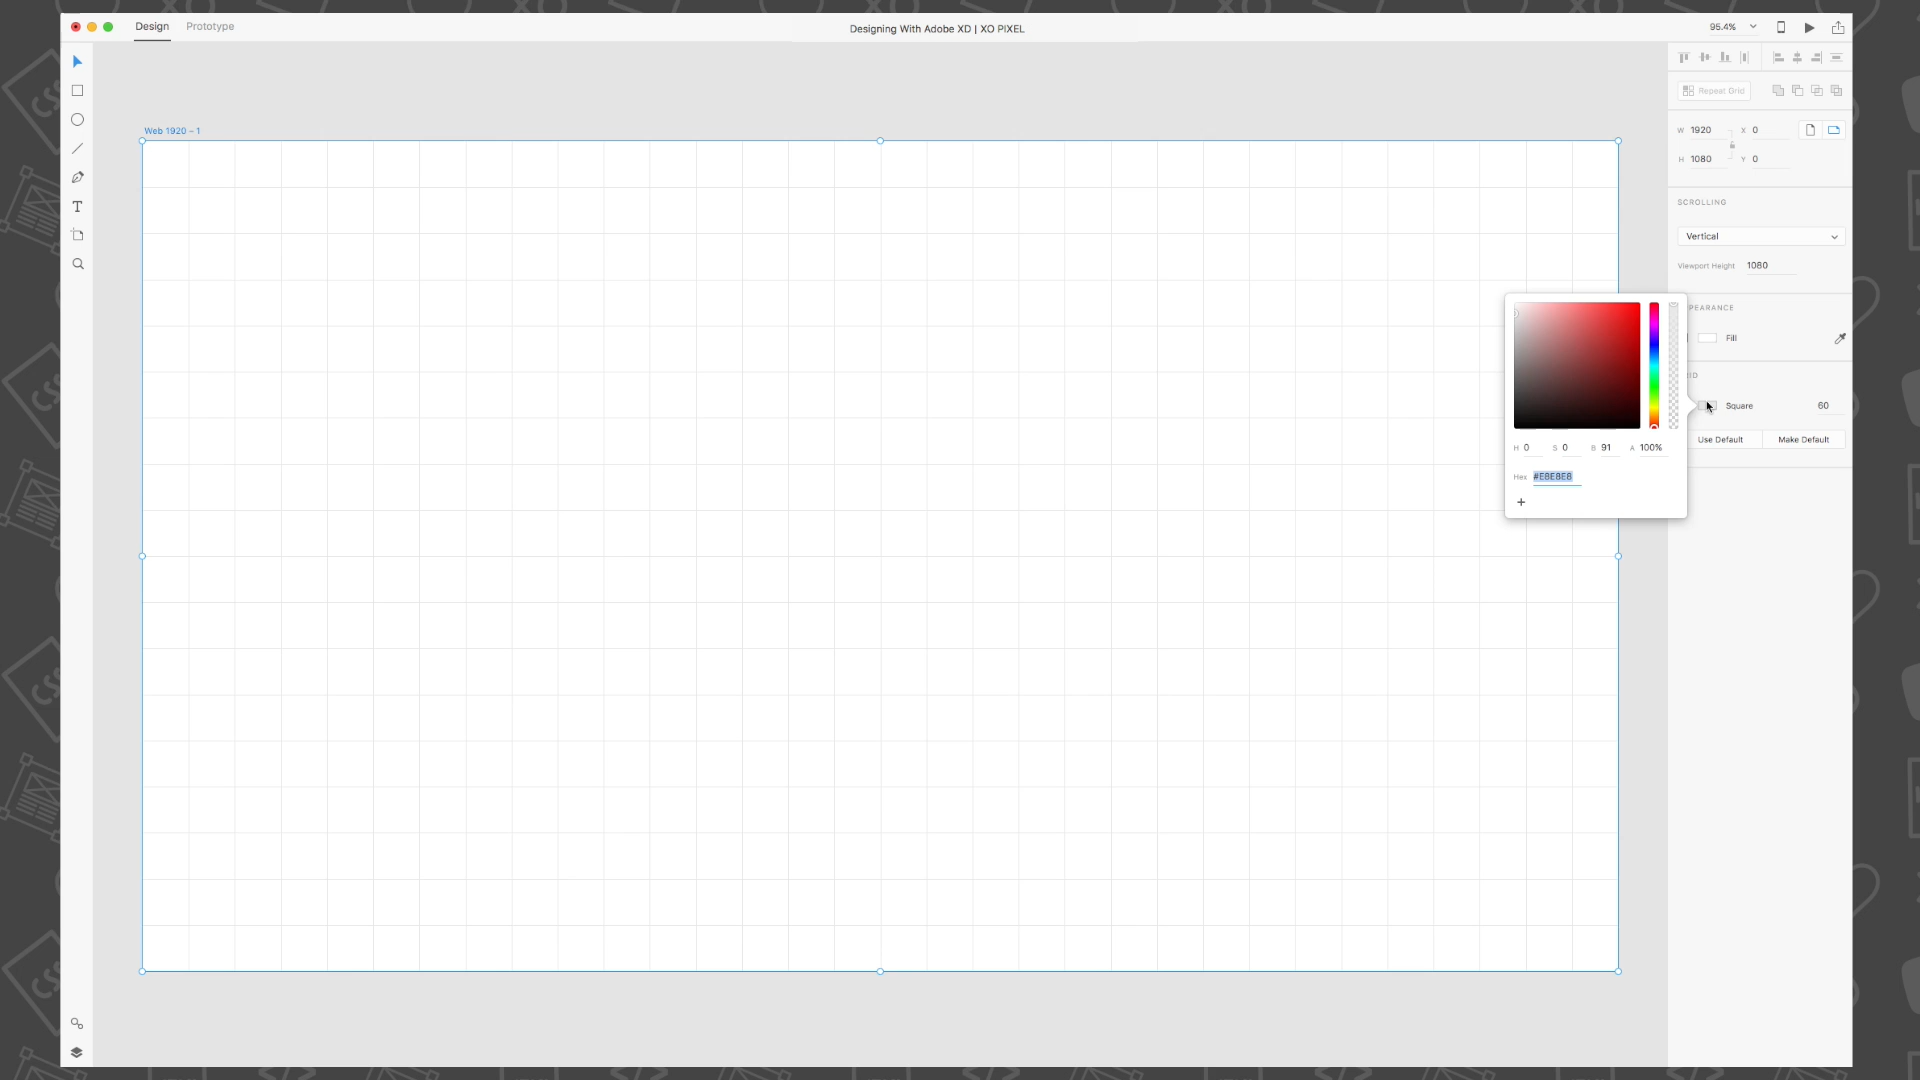 Design Prototype
Designing With Adobe XD | XO PIXEL
95.4%
Repeat Grid
Web 1920 – 1
W 1920 X 0
H 1080 Y 0
SCROLLING
Vertical
Viewport Height 1080
PEARANCE
Fill
ID
Square 60
Use Default Make Default
H 0 S 0 B 91 A 100%
Hex #E8E8E8
+
T